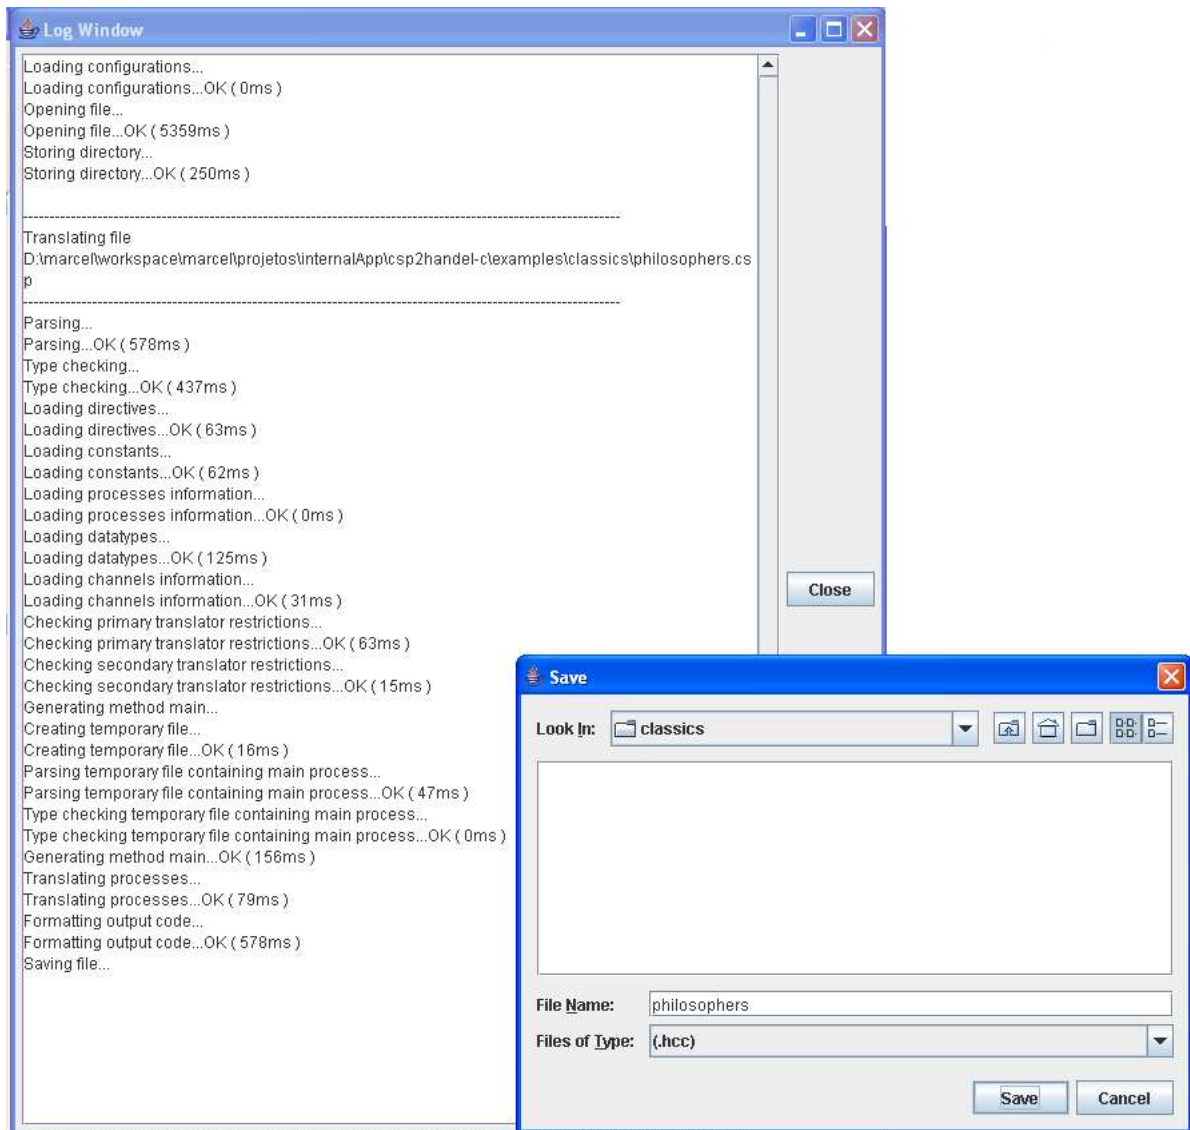 Log Window
Loading configurations...
Loading configurations...OK ( 0ms )
Opening file...
Opening file...OK ( 5359ms )
Storing directory...
Storing directory...OK ( 250ms )
----------------------------------------------------------------------------------------------------------------
Translating file
D:\marcel\workspace\marcel\projetos\internalApp\csp2handel-c\examples\classics\philosophers.cs
p
----------------------------------------------------------------------------------------------------------------
Parsing...
Parsing...OK ( 578ms )
Type checking...
Type checking...OK ( 437ms )
Loading directives...
Loading directives...OK ( 63ms )
Loading constants...
Loading constants...OK ( 62ms )
Loading processes information...
Loading processes information...OK ( 0ms )
Loading datatypes...
Loading datatypes...OK ( 125ms )
Loading channels information...
Loading channels information...OK ( 31ms )
Checking primary translator restrictions...
Checking primary translator restrictions...OK ( 63ms )
Checking secondary translator restrictions...
Checking secondary translator restrictions...OK ( 15ms )
Generating method main...
Creating temporary file...
Creating temporary file...OK ( 16ms )
Parsing temporary file containing main process...
Parsing temporary file containing main process...OK ( 47ms )
Type checking temporary file containing main process...
Type checking temporary file containing main process...OK ( 0ms )
Generating method main...OK ( 156ms )
Translating processes...
Translating processes...OK ( 79ms )
Formatting output code...
Formatting output code...OK ( 578ms )
Saving file...
Close
Save
Look In: classics
File Name: philosophers
Files of Type: (.hcc)
Save Cancel